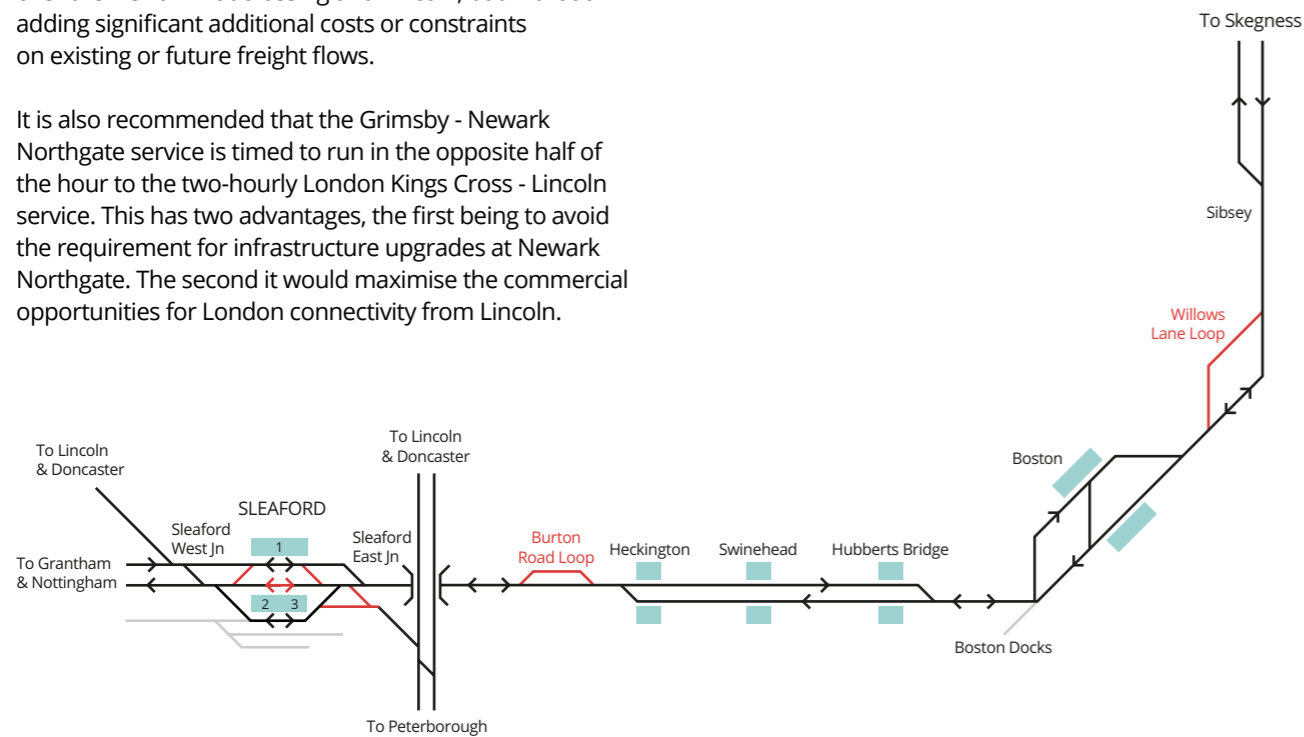 adding significant additional costs or constraints
on existing or future freight flows.
It is also recommended that the Grimsby - Newark
Northgate service is timed to run in the opposite half of
the hour to the two-hourly London Kings Cross - Lincoln
service. This has two advantages, the first being to avoid
the requirement for infrastructure upgrades at Newark
Northgate. The second it would maximise the commercial
opportunities for London connectivity from Lincoln.
To Skegness
Sibsey
Willows
Lane Loop
Boston
To Lincoln
& Doncaster
To Lincoln
& Doncaster
SLEAFORD
Sleaford
West Jn
1
Sleaford
East Jn
Burton
Road Loop
Heckington
Swinehead
Hubberts Bridge
To Grantham
& Nottingham
2 3
Boston Docks
To Peterborough